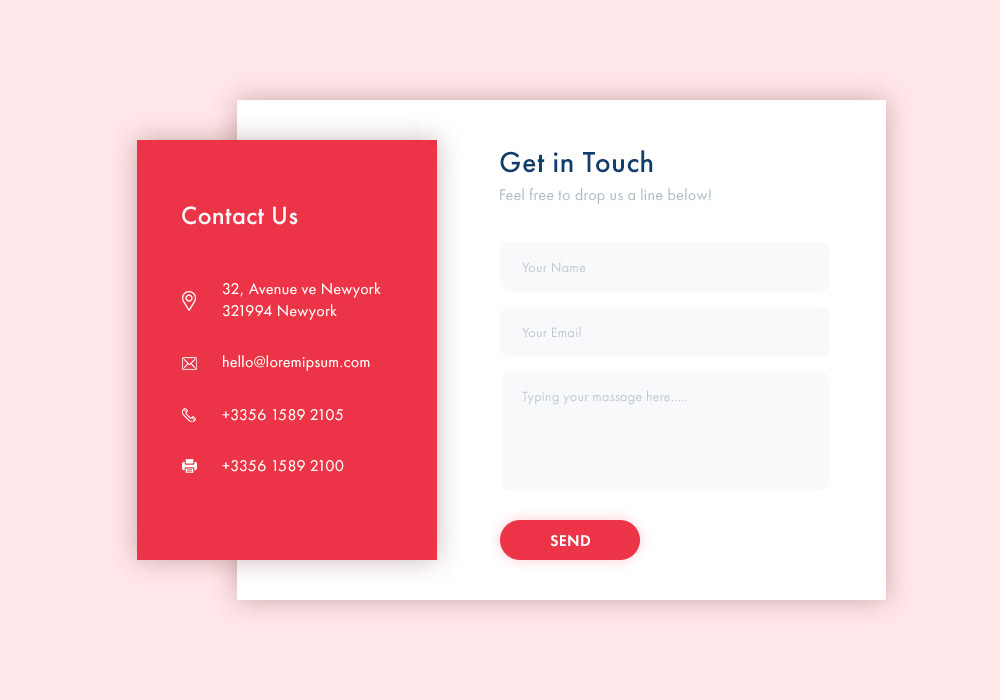 Contact Us
32, Avenue ve Newyork
321994 Newyork
hello@loremipsum.com
+3356 1589 2105
+3356 1589 2100
Get in Touch
Feel free to drop us a line below!
Your Name
Your Email
Typing your massage here.....
SEND